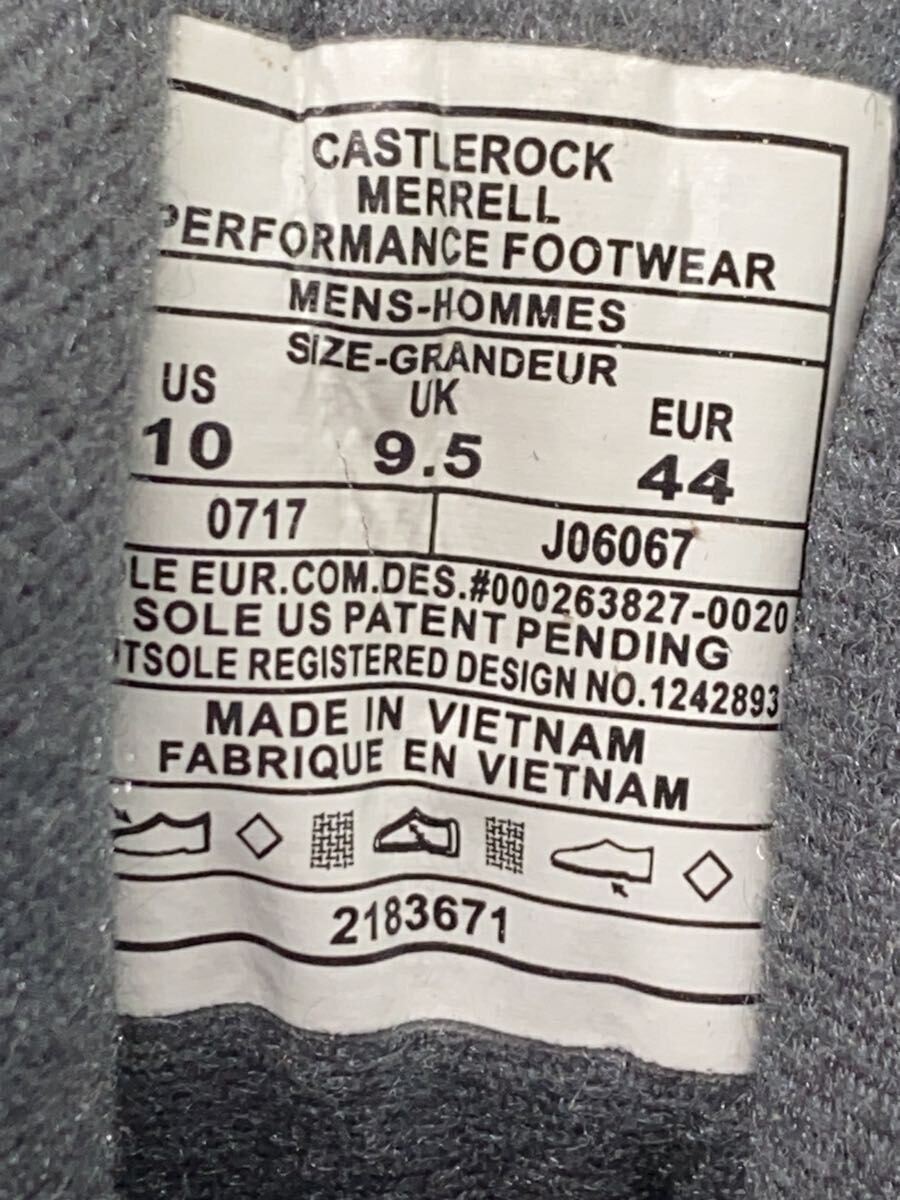 CASTLEROCK
MERRELL
PERFORMANCE FOOTWEAR
MENS-HOMMES
SIZE-GRANDEUR
US UK EUR
10 9.5 44
0717 J06067
LE EUR.COM.DES.#000263827-0020
SOLE US PATENT PENDING
TSOLE REGISTERED DESIGN NO.1242893
MADE IN VIETNAM
FABRIQUE EN VIETNAM
2183671